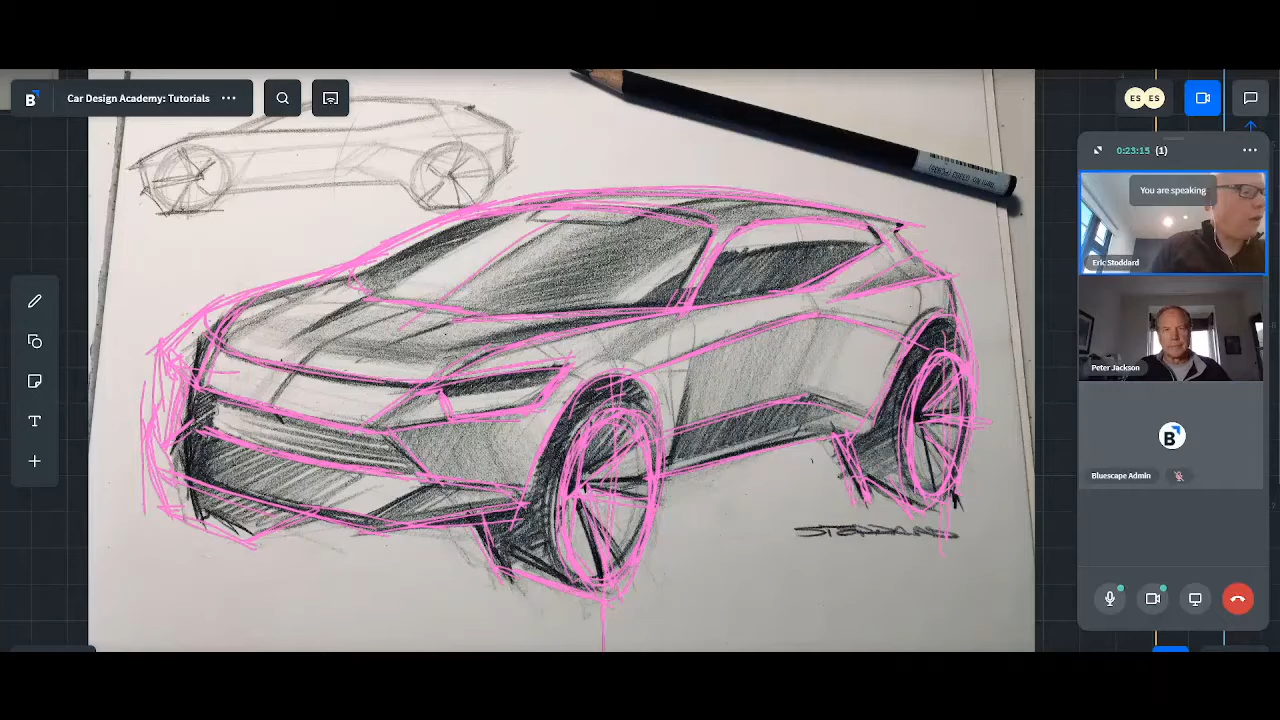 B
Car Design Academy: Tutorials
ES ES
0:23:15 (1)
You are speaking
Eric Stoddard
Peter Jackson
B
Bluescape Admin
T
STODDARD